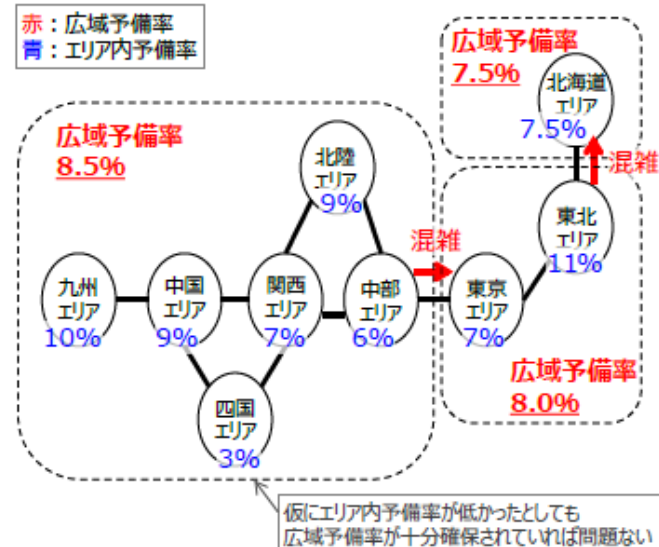 赤：広域予備率
青：エリア内予備率
広域予備率
8.5%
広域予備率
7.5%
北海道
エリア
7.5%
混雑
北陸
エリア
9%
東北
エリア
11%
混雑
九州
エリア
10%
中国
エリア
9%
関西
エリア
7%
中部
エリア
6%
東京
エリア
7%
広域予備率
8.0%
四国
エリア
3%
仮にエリア内予備率が低かったとしても
広域予備率が十分確保されていれば問題ない